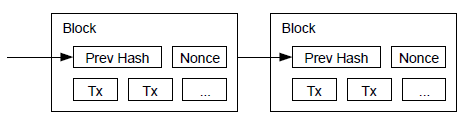 Block
Prev Hash Nonce
Tx Tx ...
Block
Prev Hash Nonce
Tx Tx ...